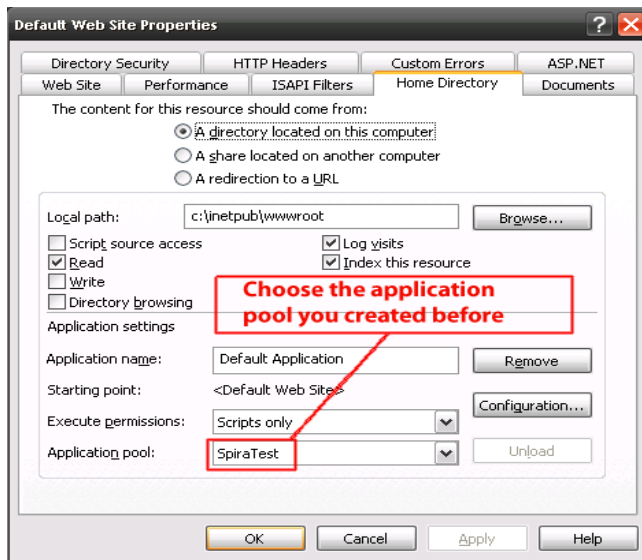 Default Web Site Properties
Directory Security HTTP Headers Custom Errors ASP.NET
Web Site Performance ISAPI Filters Home Directory Documents
The content for this resource should come from:
A directory located on this computer
A share located on another computer
A redirection to a URL
Local path: c:\inetpub\wwwroot Browse...
Script source access Log visits
Read Index this resource
Write
Directory browsing
Choose the application
pool you created before
Application settings
Application name: Default Application Remove
Starting point: <Default Web Site>
Configuration...
Execute permissions: Scripts only
Application pool: SpiraTest Unload
OK Cancel Apply Help